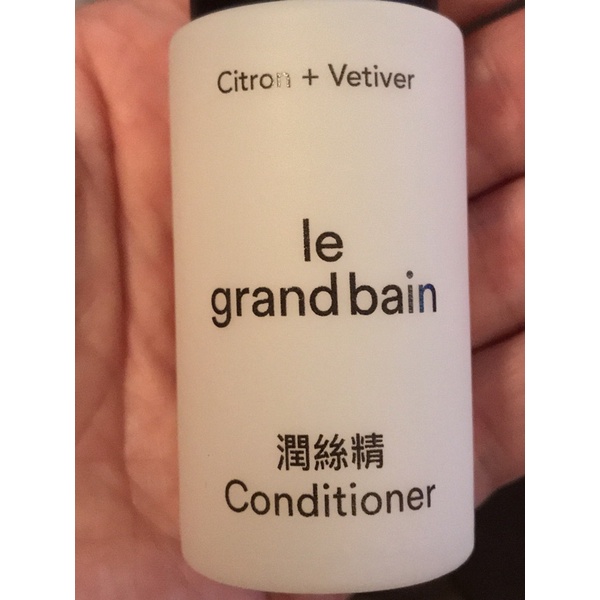 Citron + Vetiver
le
grand bain
潤絲精
Conditioner